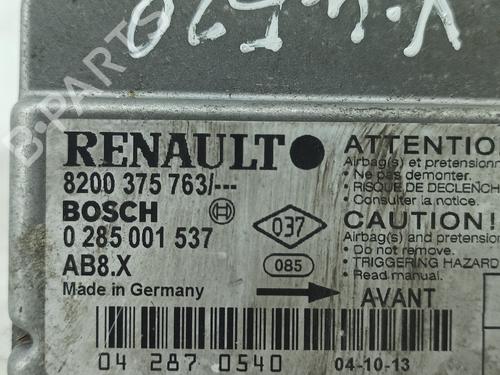 B-PARTS
RENAULT
8200 375 763/---
BOSCH
0 285 001 537
AB8.X
Made in Germany
037
085
AVANT
04 287 0540
04-10-13
ATTENTION
Airbag(s) et pretensionn
• Ne pas demonter.
• RISQUE DE DECLENCH
• Consulter la notice.
CAUTION!
Airbag(s) and pretension
• Do not remove.
• TRIGGERING HAZARD
• Read manual.